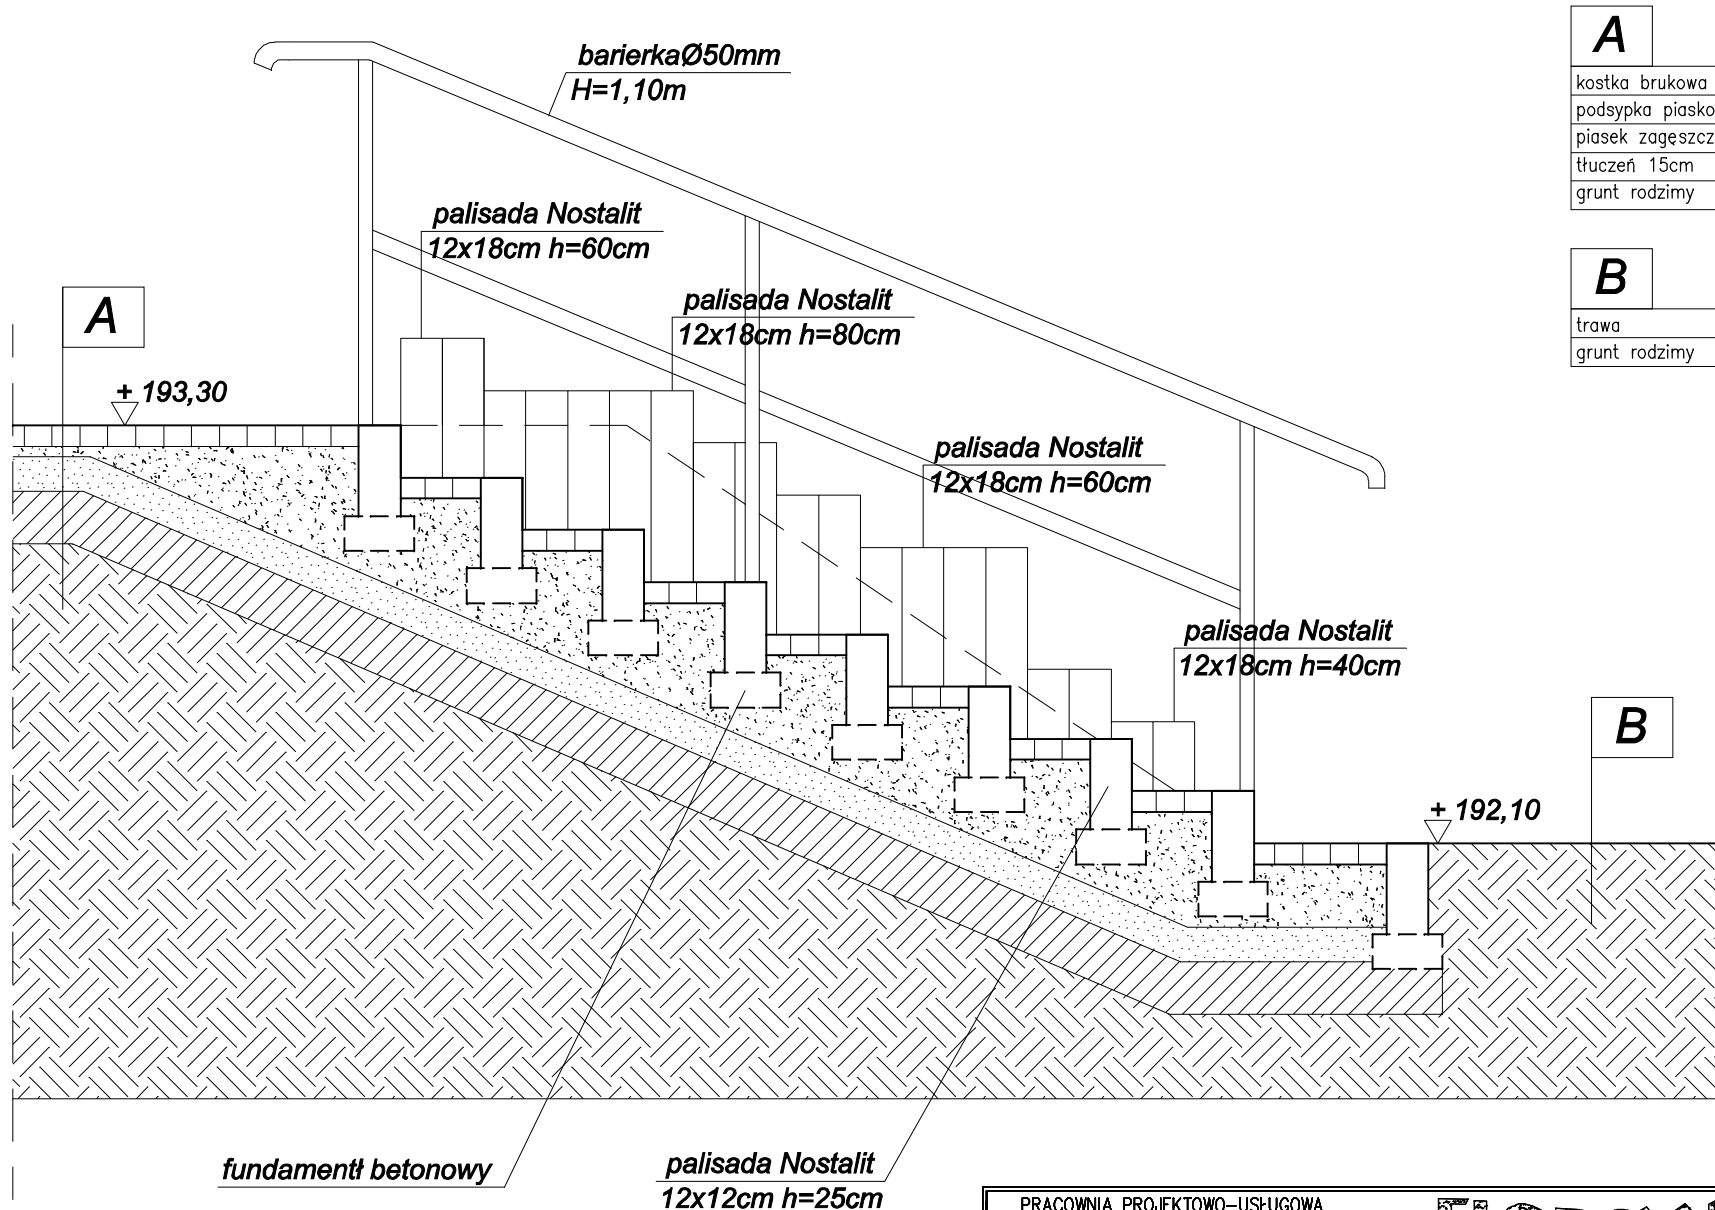 barierkaØ50mm
H=1,10m
palisada Nostalit
12x18cm h=60cm
palisada Nostalit
12x18cm h=80cm
A
+ 193,30
palisada Nostalit
12x18cm h=60cm
palisada Nostalit
12x18cm h=40cm
B
+ 192,10
fundamentł betonowy
palisada Nostalit
12x12cm h=25cm
A
kostka brukowa
podsypka piasko
piasek zagęszcz
tłuczeń 15cm
grunt rodzimy
B
trawa
grunt rodzimy
PRACOWNIA PROJEKTOWO-USŁUGOWA